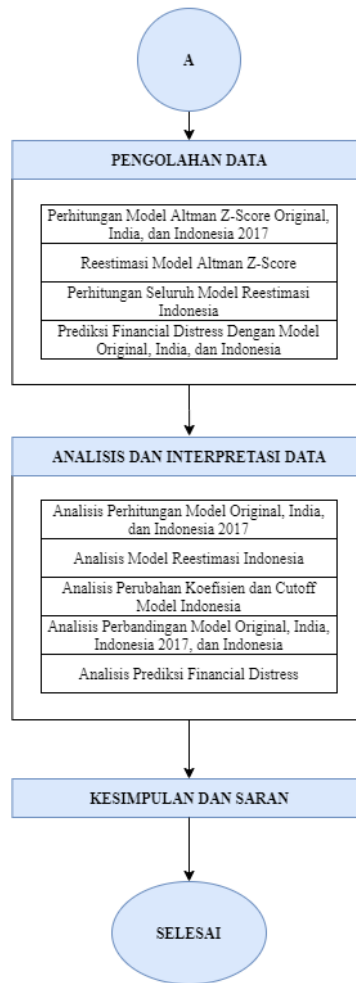 A
PENGOLAHAN DATA
Perhitungan Model Altman Z-Score Original,
India, dan Indonesia 2017
Reestimasi Model Altman Z-Score
Perhitungan Seluruh Model Reestimasi
Indonesia
Prediksi Financial Distress Dengan Model
Original, India, dan Indonesia
ANALISIS DAN INTERPRETASI DATA
Analisis Perhitungan Model Original, India,
dan Indonesia 2017
Analisis Model Reestimasi Indonesia
Analisis Perubahan Koefisien dan Cutoff
Model Indonesia
Analisis Perbandingan Model Original, India,
Indonesia 2017, dan Indonesia
Analisis Prediksi Financial Distress
KESIMPULAN DAN SARAN
SELESAI